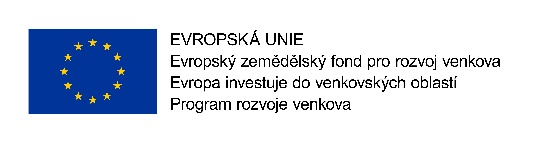 EVROPSKÁ UNIE
Evropský zemědělský fond pro rozvoj venkova
Evropa investuje do venkovských oblastí
Program rozvoje venkova